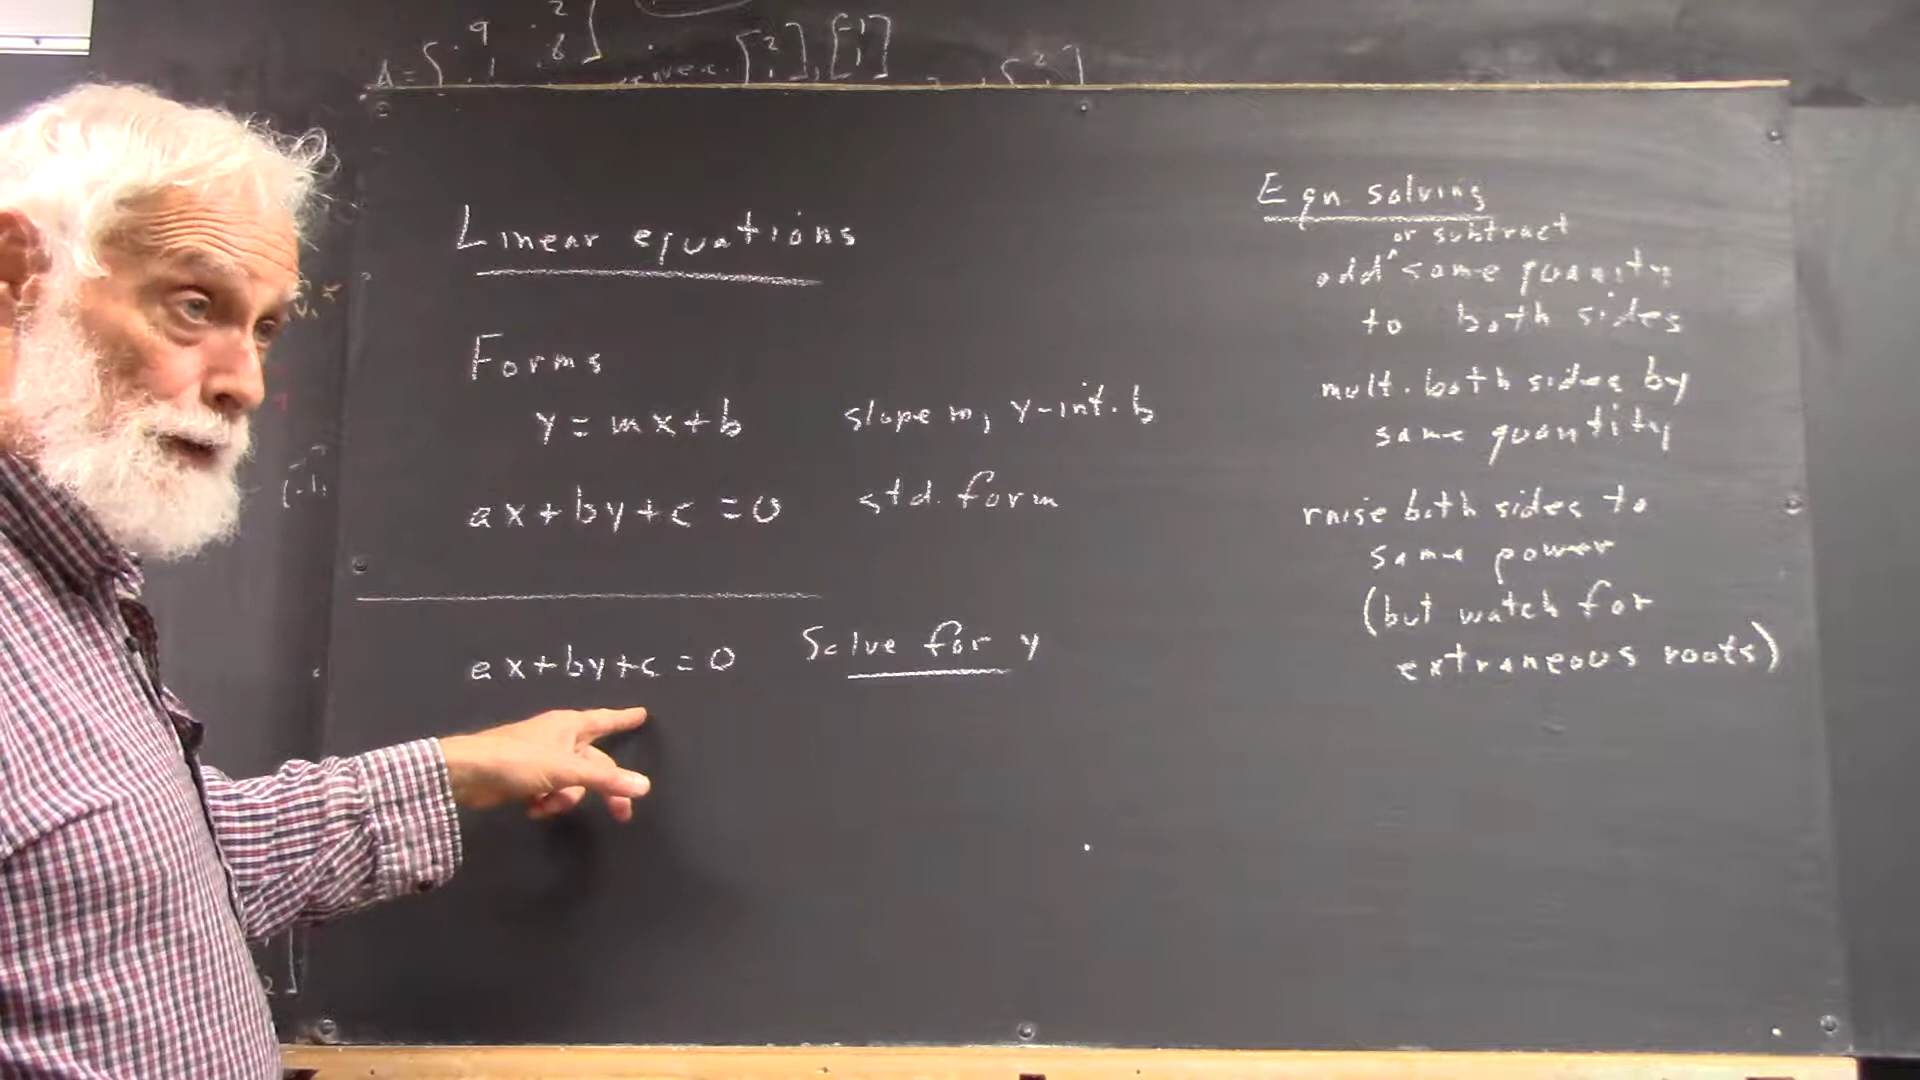 A =
Linear equations
Forms
y = mx + b slope m, y-int. b
ax + by + c = 0 std. form
ax + by + c = 0 Solve for y
Eqn. solving
or subtract
add ^ same quanity
to both sides
mult. both sides by
same quantity
raise both sides to
same power
(but watch for
extraneous roots)